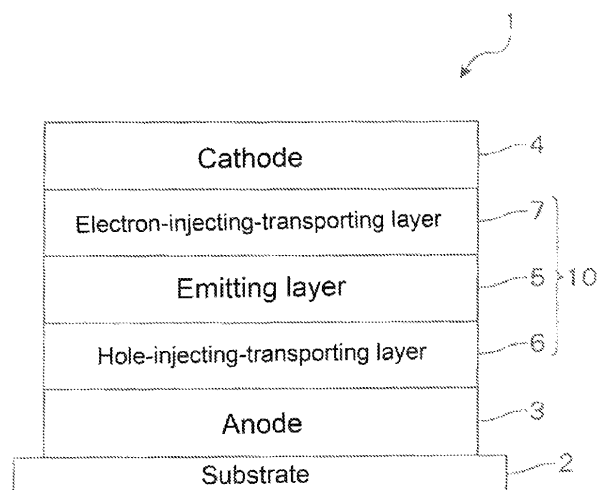 1
Cathode 4
Electron-injecting-transporting layer 7
Emitting layer 5 10
Hole-injecting-transporting layer 6
Anode 3
Substrate 2